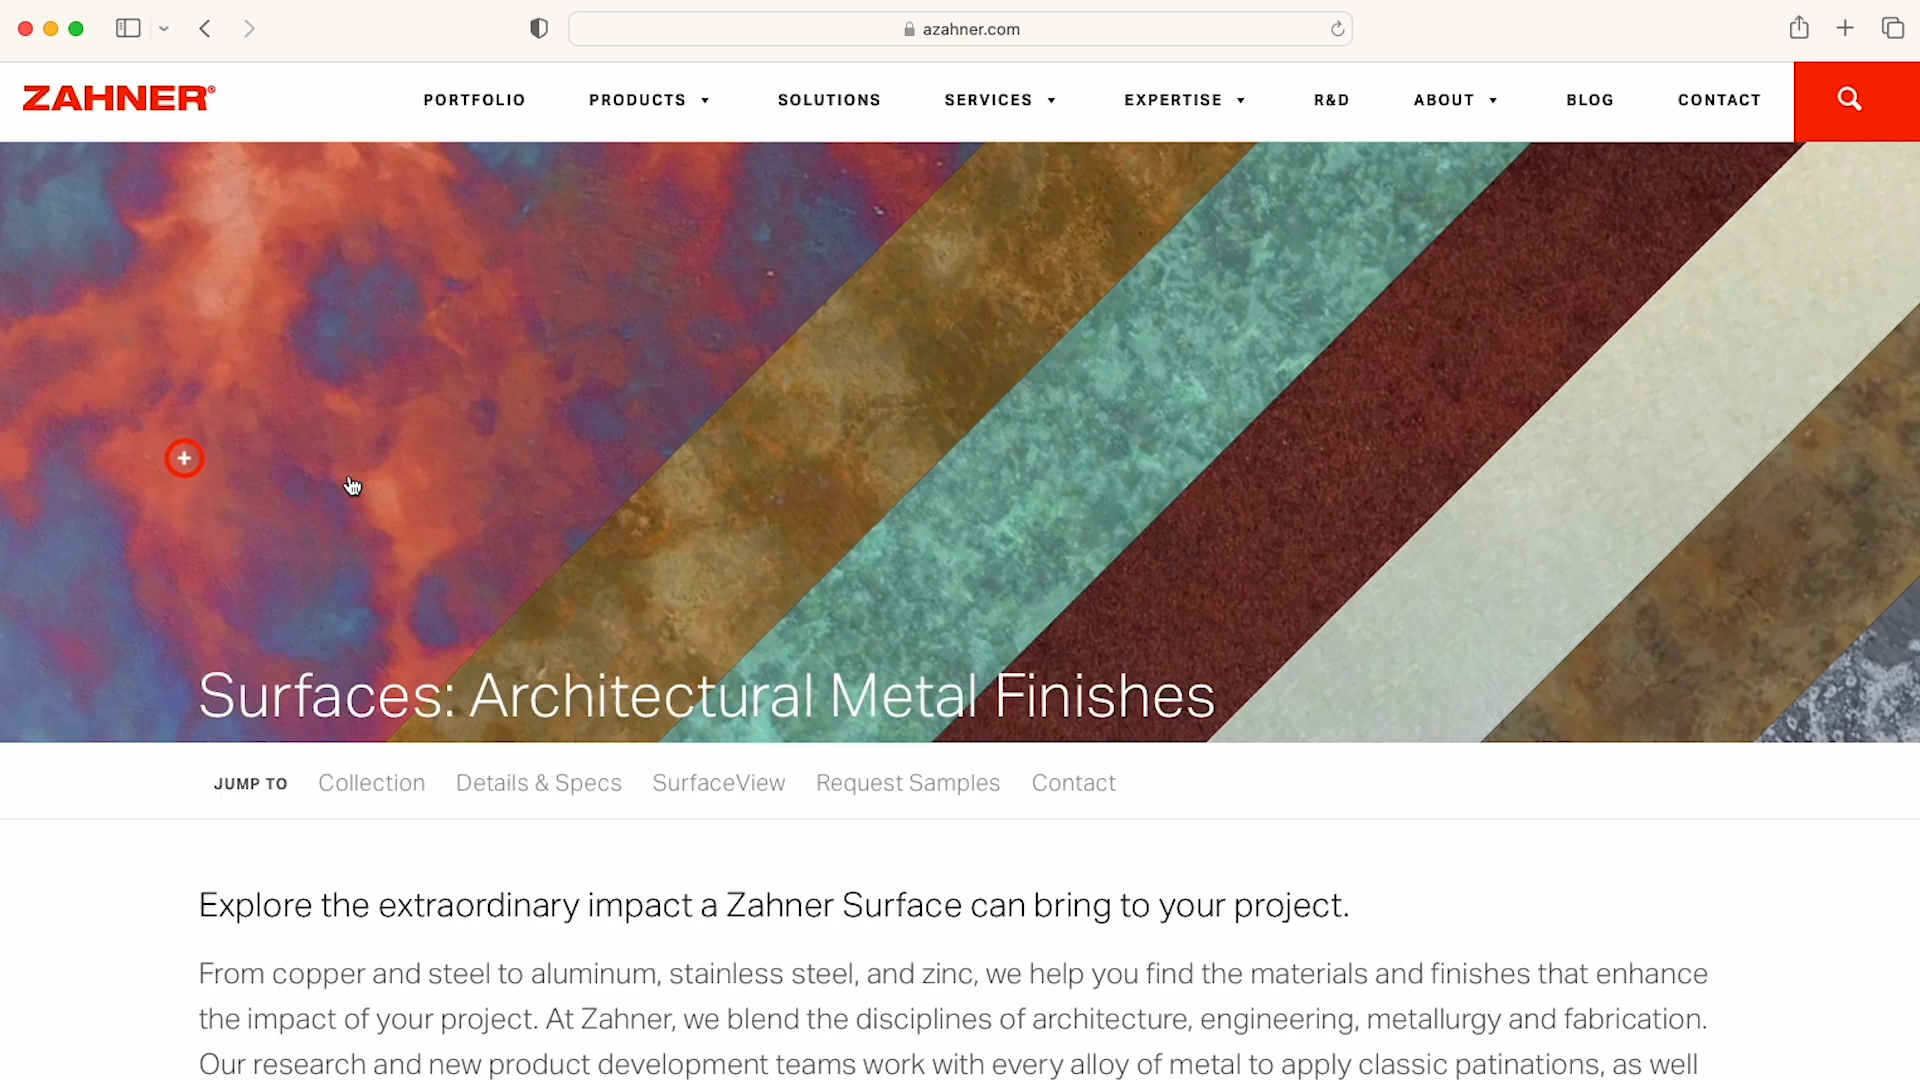 azahner.com
ZAHNER®
PORTFOLIO
PRODUCTS
SOLUTIONS
SERVICES
EXPERTISE
R&D
ABOUT
BLOG
CONTACT
Surfaces: Architectural Metal Finishes
JUMP TO
Collection
Details & Specs
SurfaceView
Request Samples
Contact
Explore the extraordinary impact a Zahner Surface can bring to your project.
From copper and steel to aluminum, stainless steel, and zinc, we help you find the materials and finishes that enhance
the impact of your project. At Zahner, we blend the disciplines of architecture, engineering, metallurgy and fabrication.
Our research and new product development teams work with every alloy of metal to apply classic patinations, as well